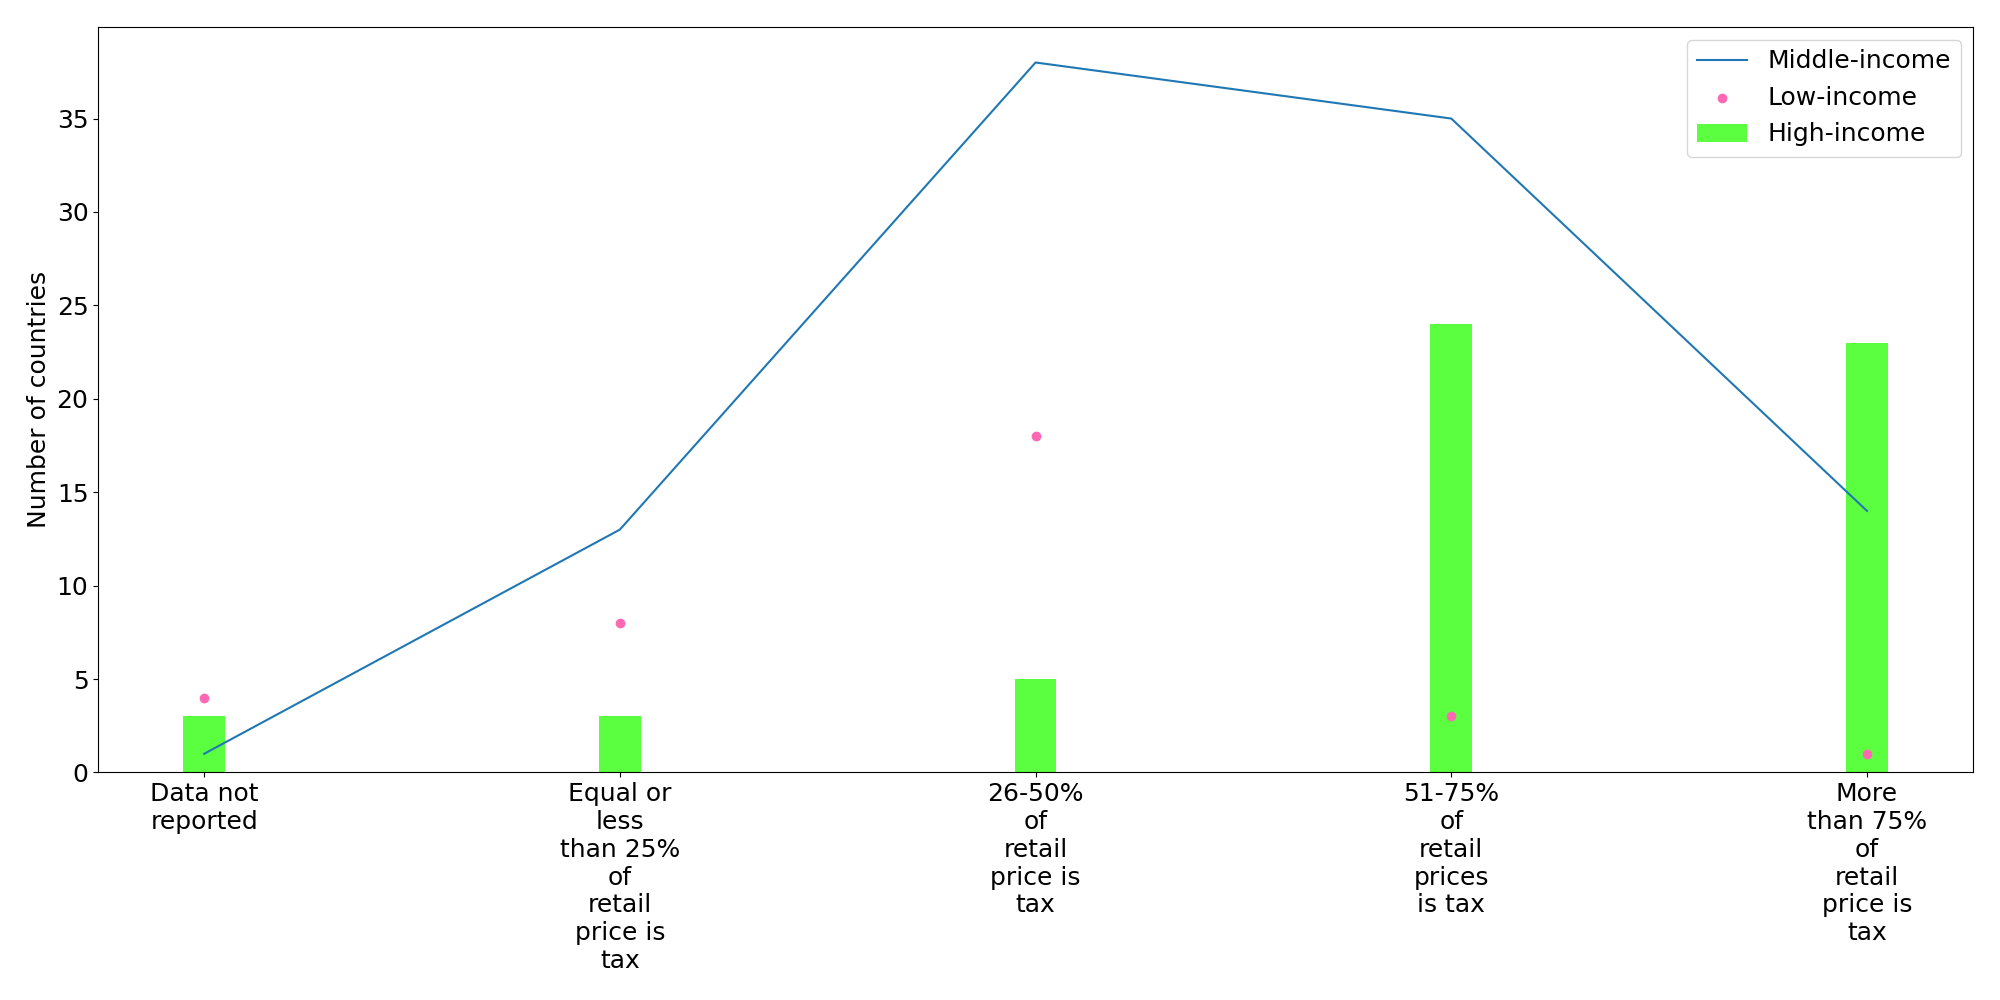 Middle-income
Low-income
High-income
Number of countries
35
30
25
20
15
10
5
0
Data not
reported
Equal or
less
than 25%
of
retail
price is
tax
26-50%
of
retail
price is
tax
51-75%
of
retail
prices
is tax
More
than 75%
of
retail
price is
tax